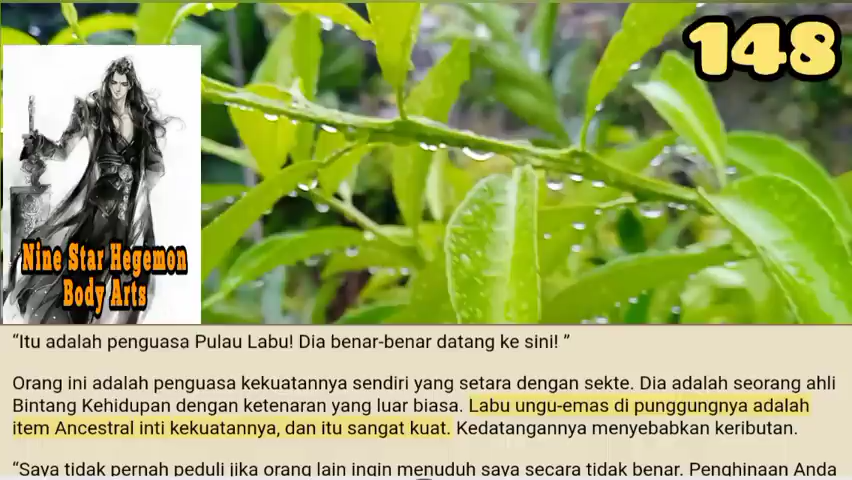 148
Nine Star Hegemon
Body Arts
“Itu adalah penguasa Pulau Labu! Dia benar-benar datang ke sini! ”
Orang ini adalah penguasa kekuatannya sendiri yang setara dengan sekte. Dia adalah seorang ahli
Bintang Kehidupan dengan ketenaran yang luar biasa. Labu ungu-emas di punggungnya adalah
item Ancestral inti kekuatannya, dan itu sangat kuat. Kedatangannya menyebabkan keributan.
“Saya tidak pernah peduli jika orang lain ingin menuduh saya secara tidak benar. Penghinaan Anda